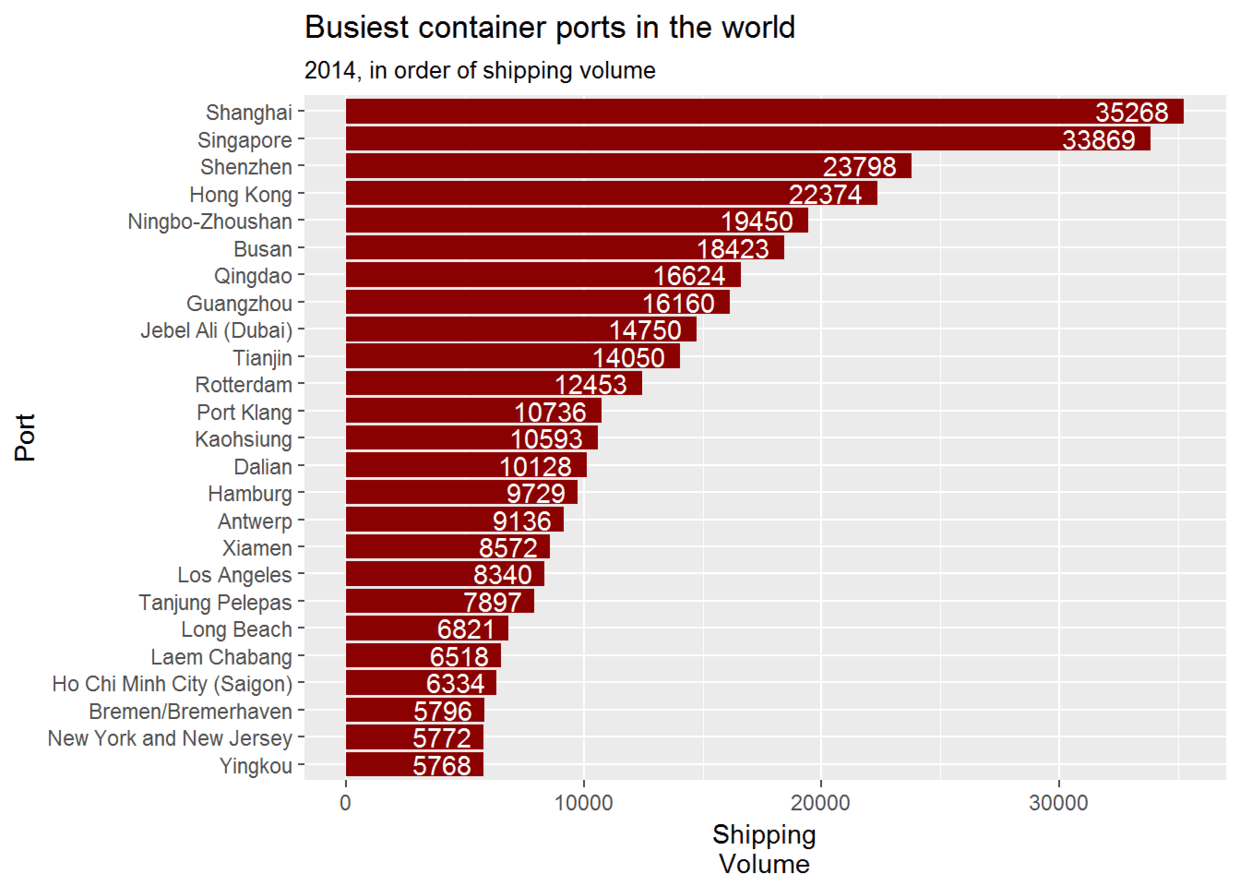 Busiest container ports in the world
2014, in order of shipping volume
Port
Shanghai 35268
Singapore 33869
Shenzhen 23798
Hong Kong 22374
Ningbo-Zhoushan 19450
Busan 18423
Qingdao 16624
Guangzhou 16160
Jebel Ali (Dubai) 14750
Tianjin 14050
Rotterdam 12453
Port Klang 10736
Kaohsiung 10593
Dalian 10128
Hamburg 9729
Antwerp 9136
Xiamen 8572
Los Angeles 8340
Tanjung Pelepas 7897
Long Beach 6821
Laem Chabang 6518
Ho Chi Minh City (Saigon) 6334
Bremen/Bremerhaven 5796
New York and New Jersey 5772
Yingkou 5768
0 10000 20000 30000
Shipping
Volume